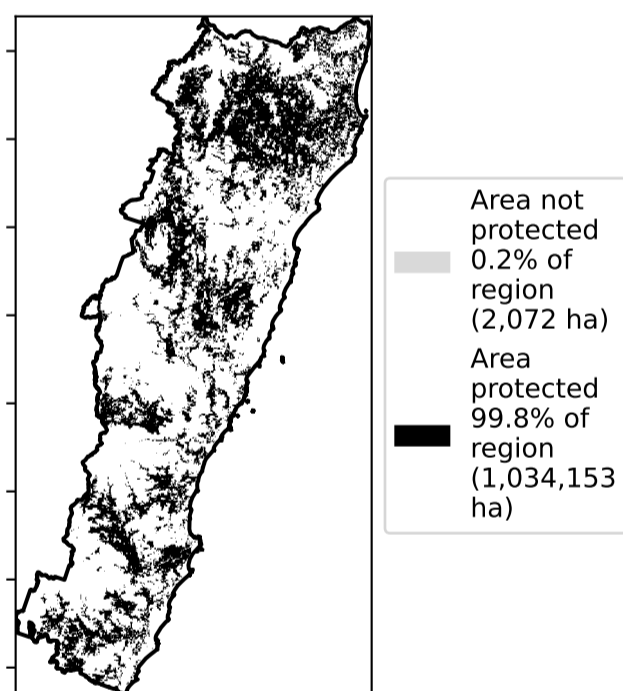 Area not
protected
0.2% of
region
(2,072 ha)
Area
protected
99.8% of
region
(1,034,153
ha)